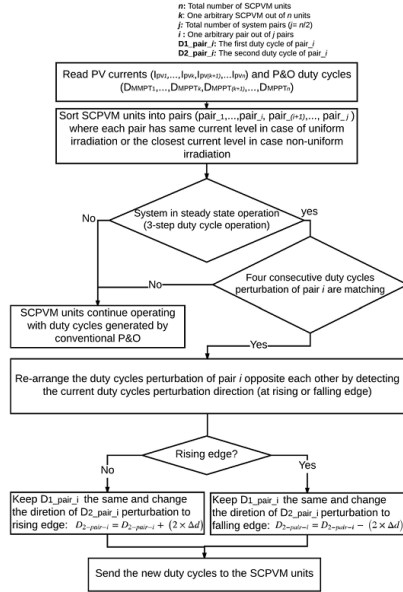 n: Total number of SCPVM units
k: One arbitrary SCPVM out of n units
j: Total number of system pairs (j= n/2)
i : One arbitrary pair out of j pairs
D1_pair_i: The first duty cycle of pair_i
D2_pair_i: The second duty cycle of pair_i
Read PV currents (Ipv1,...,Ipvk,Ipv(k+1),...Ipvn) and P&O duty cycles
(DMMPT1,...,DMPPTk,DMPPT(k+1),...,DMPPTn)
Sort SCPVM units into pairs (pair_1,...,pair_i, pair_(i+1),..., pair_ j )
where each pair has same current level in case of uniform
irradiation or the closest current level in case non-uniform
irradiation
System in steady state operation
(3-step duty cycle operation)
No
yes
Four consecutive duty cycles
perturbation of pair i are matching
No
SCPVM units continue operating
with duty cycles generated by
conventional P&O
Yes
Re-arrange the duty cycles perturbation of pair i opposite each other by detecting
the current duty cycles perturbation direction (at rising or falling edge)
Rising edge?
No
Yes
Keep D1_pair_i the same and change
the diretion of D2_pair_i perturbation to
rising edge: D2−pair−i = D2−pair−i + (2 × Δd)
Keep D1_pair_i the same and change
the diretion of D2_pair_i perturbation to
falling edge: D2−pair−i = D2−pair−i − (2 × Δd)
Send the new duty cycles to the SCPVM units